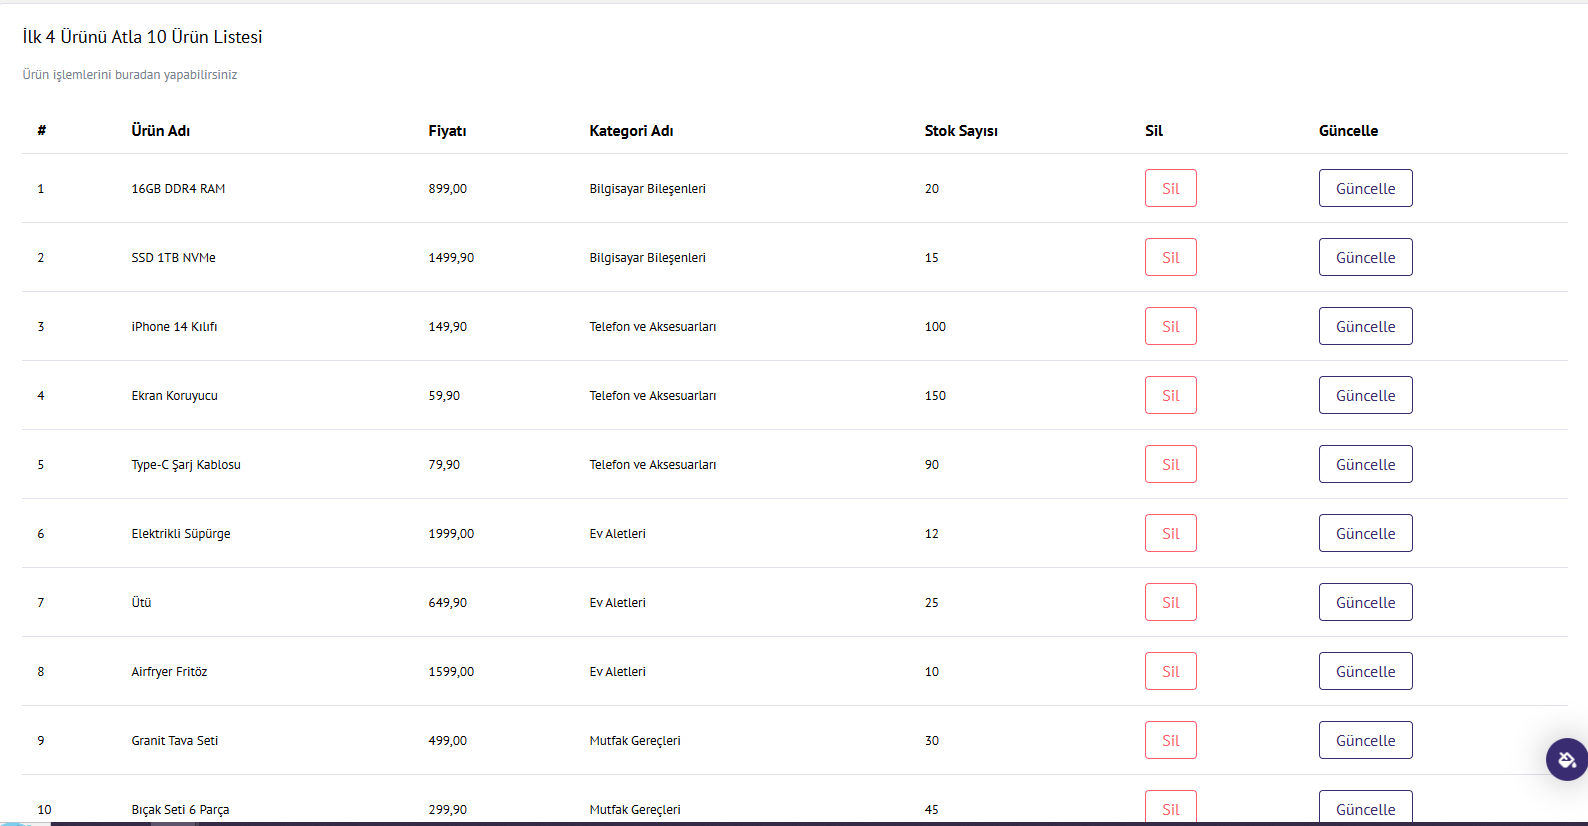 İlk 4 Ürünü Atla 10 Ürün Listesi
Ürün işlemlerini buradan yapabilirsiniz
# Ürün Adı Fiyatı Kategori Adı Stok Sayısı Sil Güncelle
1 16GB DDR4 RAM 899,00 Bilgisayar Bileşenleri 20 Sil Güncelle
2 SSD 1TB NVMe 1499,90 Bilgisayar Bileşenleri 15 Sil Güncelle
3 iPhone 14 Kılıfı 149,90 Telefon ve Aksesuarları 100 Sil Güncelle
4 Ekran Koruyucu 59,90 Telefon ve Aksesuarları 150 Sil Güncelle
5 Type-C Şarj Kablosu 79,90 Telefon ve Aksesuarları 90 Sil Güncelle
6 Elektrikli Süpürge 1999,00 Ev Aletleri 12 Sil Güncelle
7 Ütü 649,90 Ev Aletleri 25 Sil Güncelle
8 Airfryer Fritöz 1599,00 Ev Aletleri 10 Sil Güncelle
9 Granit Tava Seti 499,00 Mutfak Gereçleri 30 Sil Güncelle
10 Bıçak Seti 6 Parça 299,90 Mutfak Gereçleri 45 Sil Güncelle